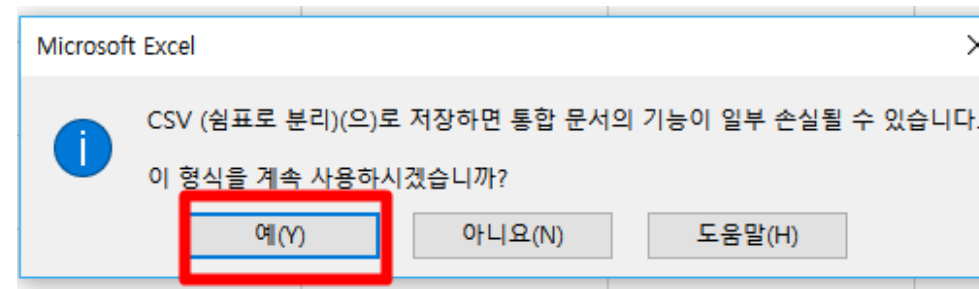 Microsoft Excel
CSV (쉼표로 분리)(으)로 저장하면 통합 문서의 기능이 일부 손실될 수 있습니다.
이 형식을 계속 사용하시겠습니까?
예(Y) 아니요(N) 도움말(H)